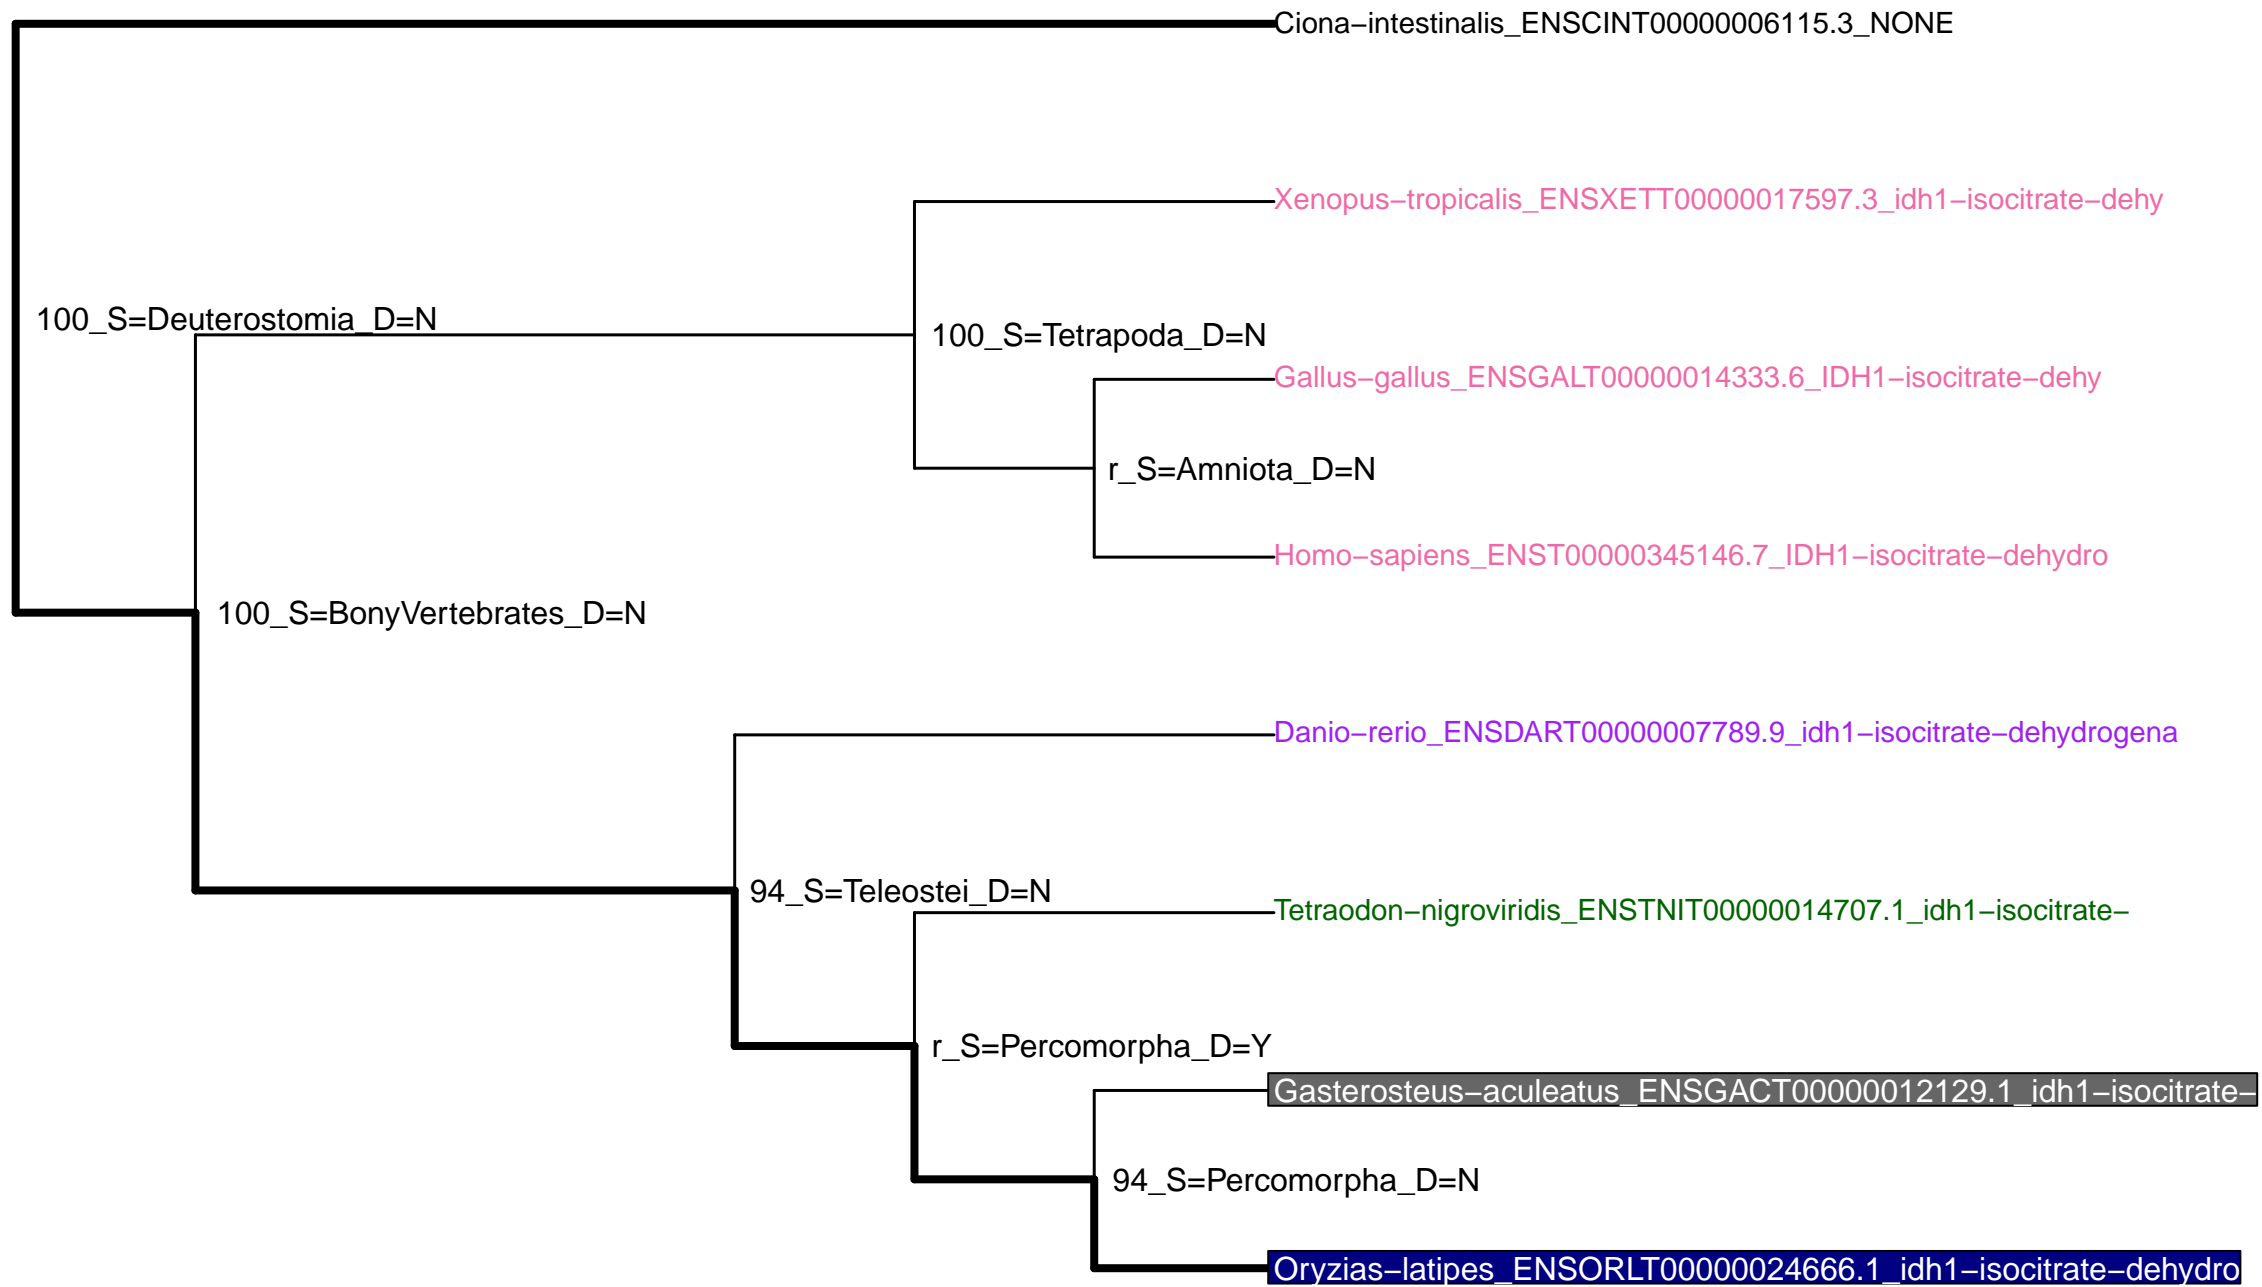 Ciona−intestinalis_ENSCINT00000006115.3_NONE
Xenopus−tropicalis_ENSXETT00000017597.3_idh1−isocitrate−dehy
100_S=Deuterostomia_D=N
100_S=Tetrapoda_D=N
Gallus−gallus_ENSGALT00000014333.6_IDH1−isocitrate−dehy
r_S=Amniota_D=N
Homo−sapiens_ENST00000345146.7_IDH1−isocitrate−dehydro
100_S=BonyVertebrates_D=N
Danio−rerio_ENSDART00000007789.9_idh1−isocitrate−dehydrogena
94_S=Teleostei_D=N
Tetraodon−nigroviridis_ENSTNIT00000014707.1_idh1−isocitrate−
r_S=Percomorpha_D=Y
Gasterosteus−aculeatus_ENSGACT00000012129.1_idh1−isocitrate−
94_S=Percomorpha_D=N
Oryzias−latipes_ENSORLT00000024666.1_idh1−isocitrate−dehydro